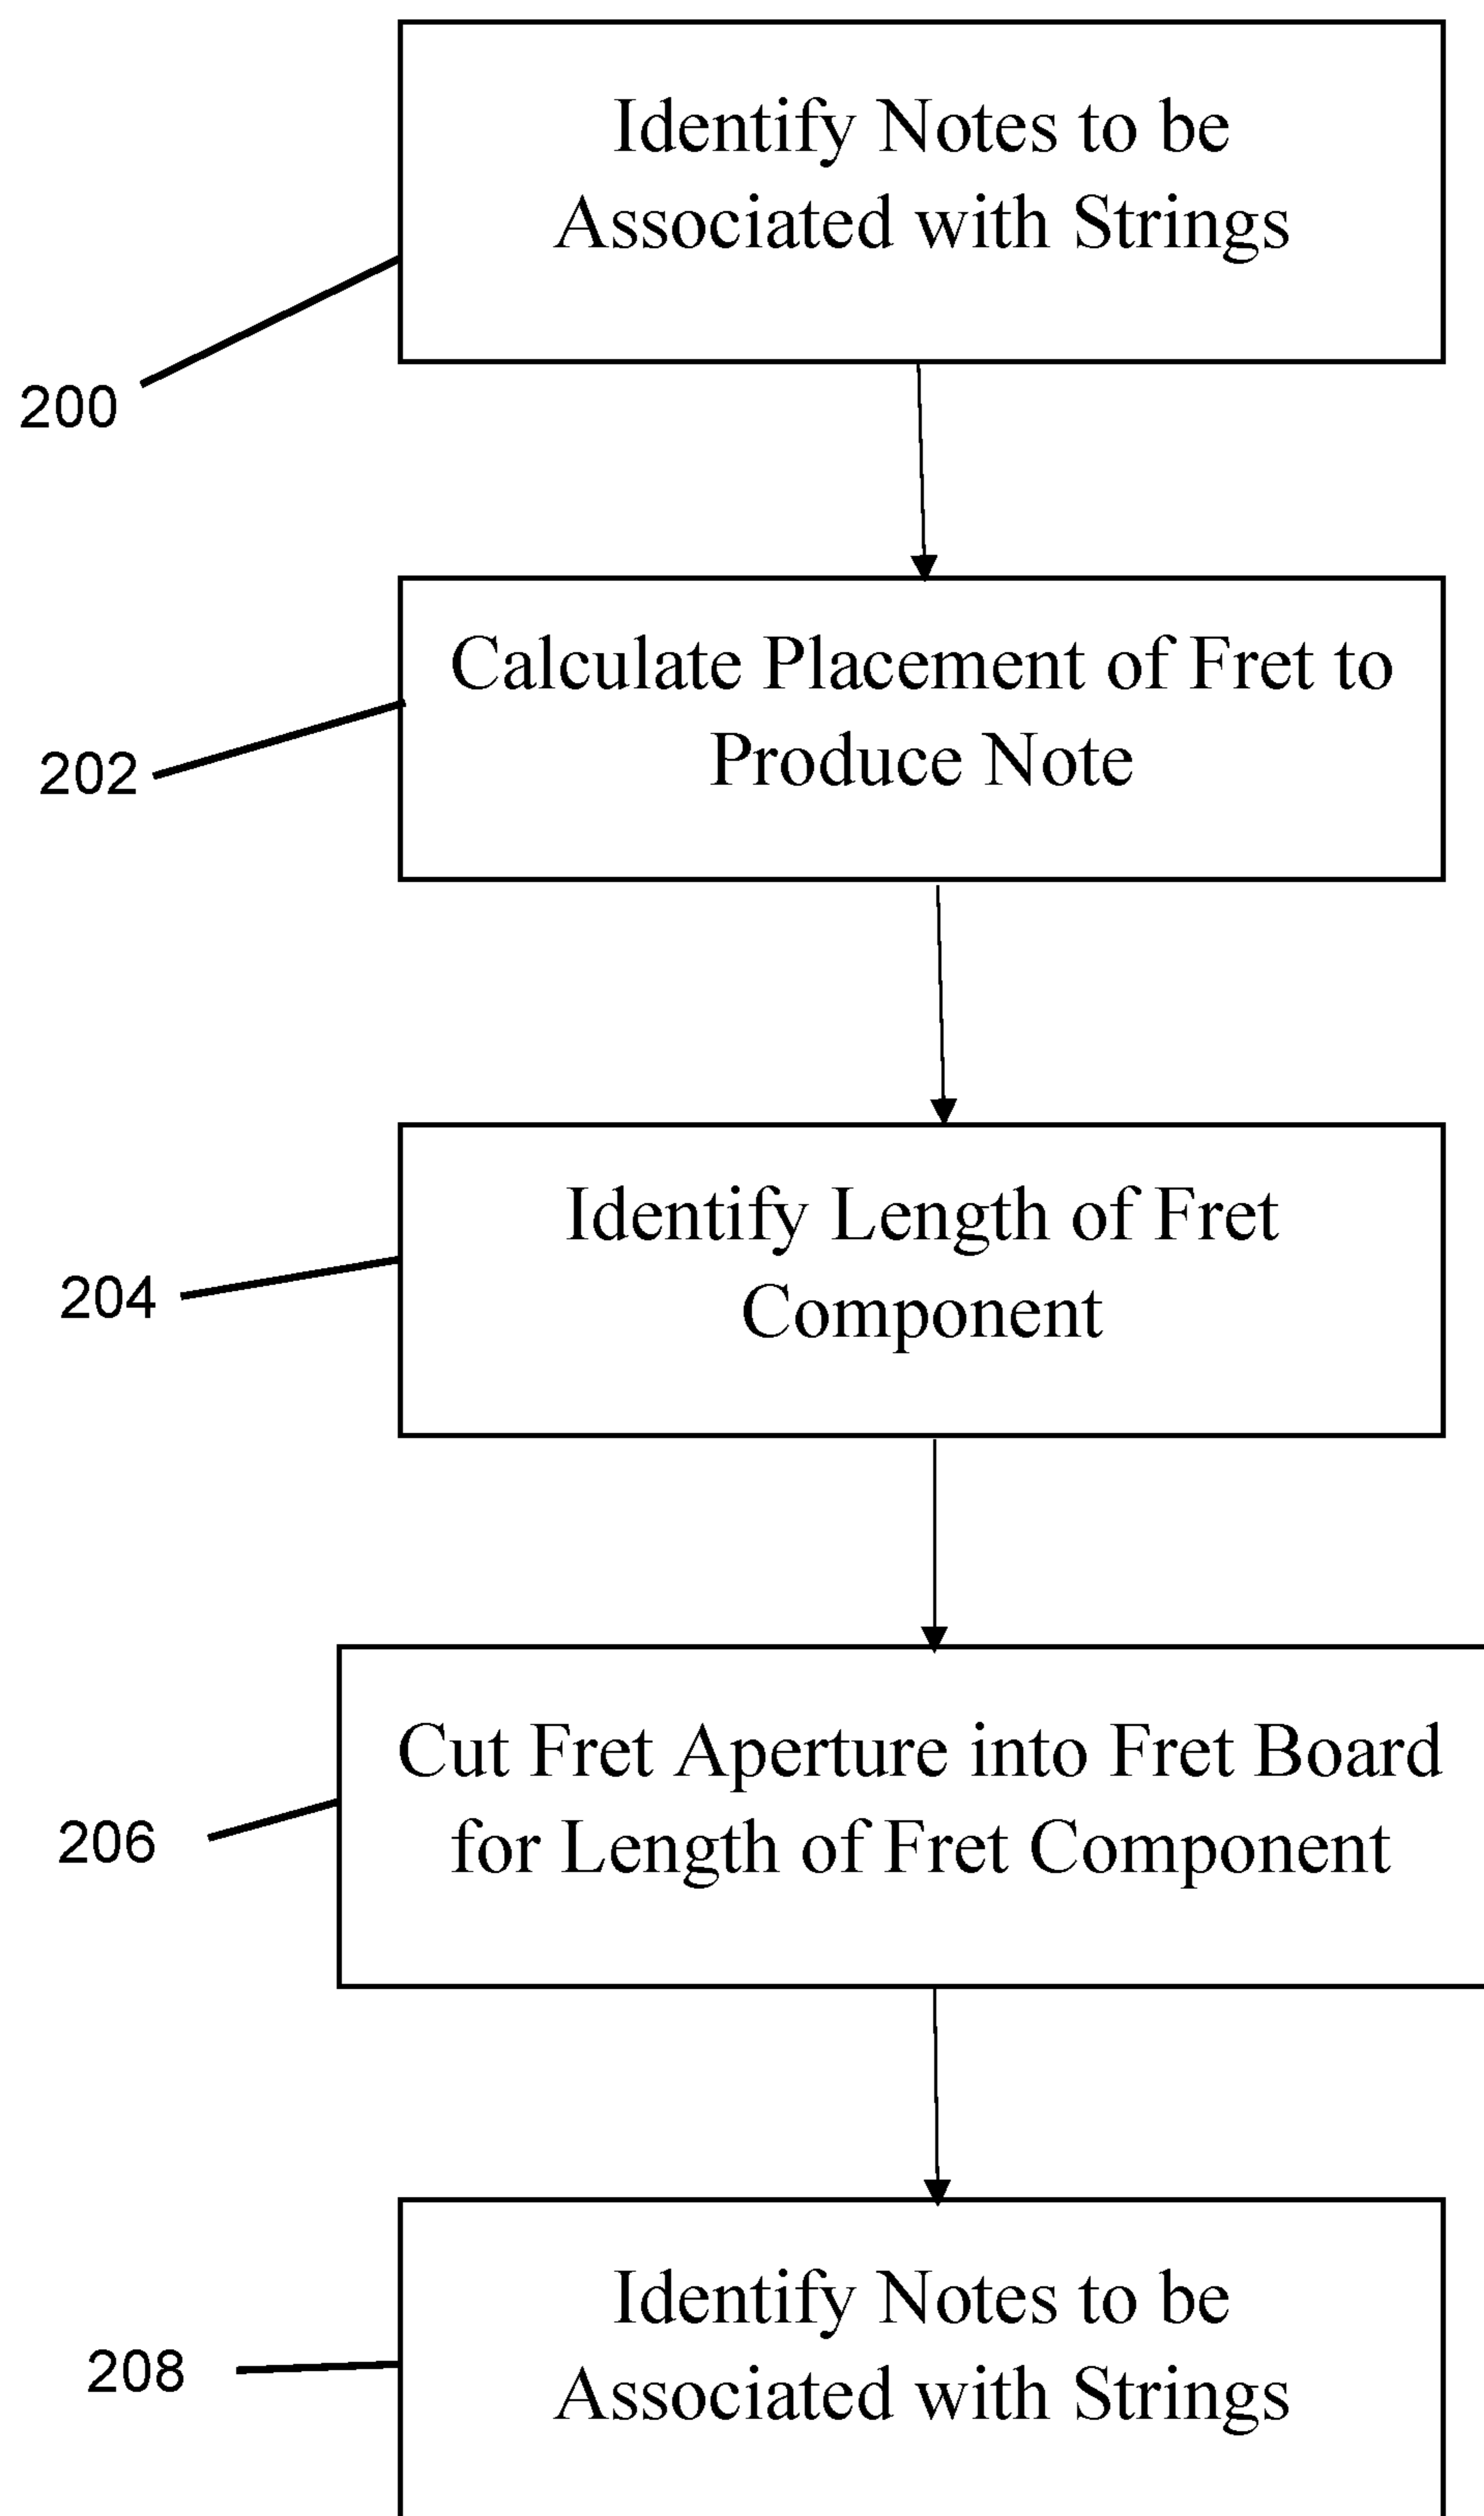 Identify Notes to be
Associated with Strings
200
Calculate Placement of Fret to
Produce Note
202
Identify Length of Fret
Component
204
Cut Fret Aperture into Fret Board
for Length of Fret Component
206
Identify Notes to be
Associated with Strings
208